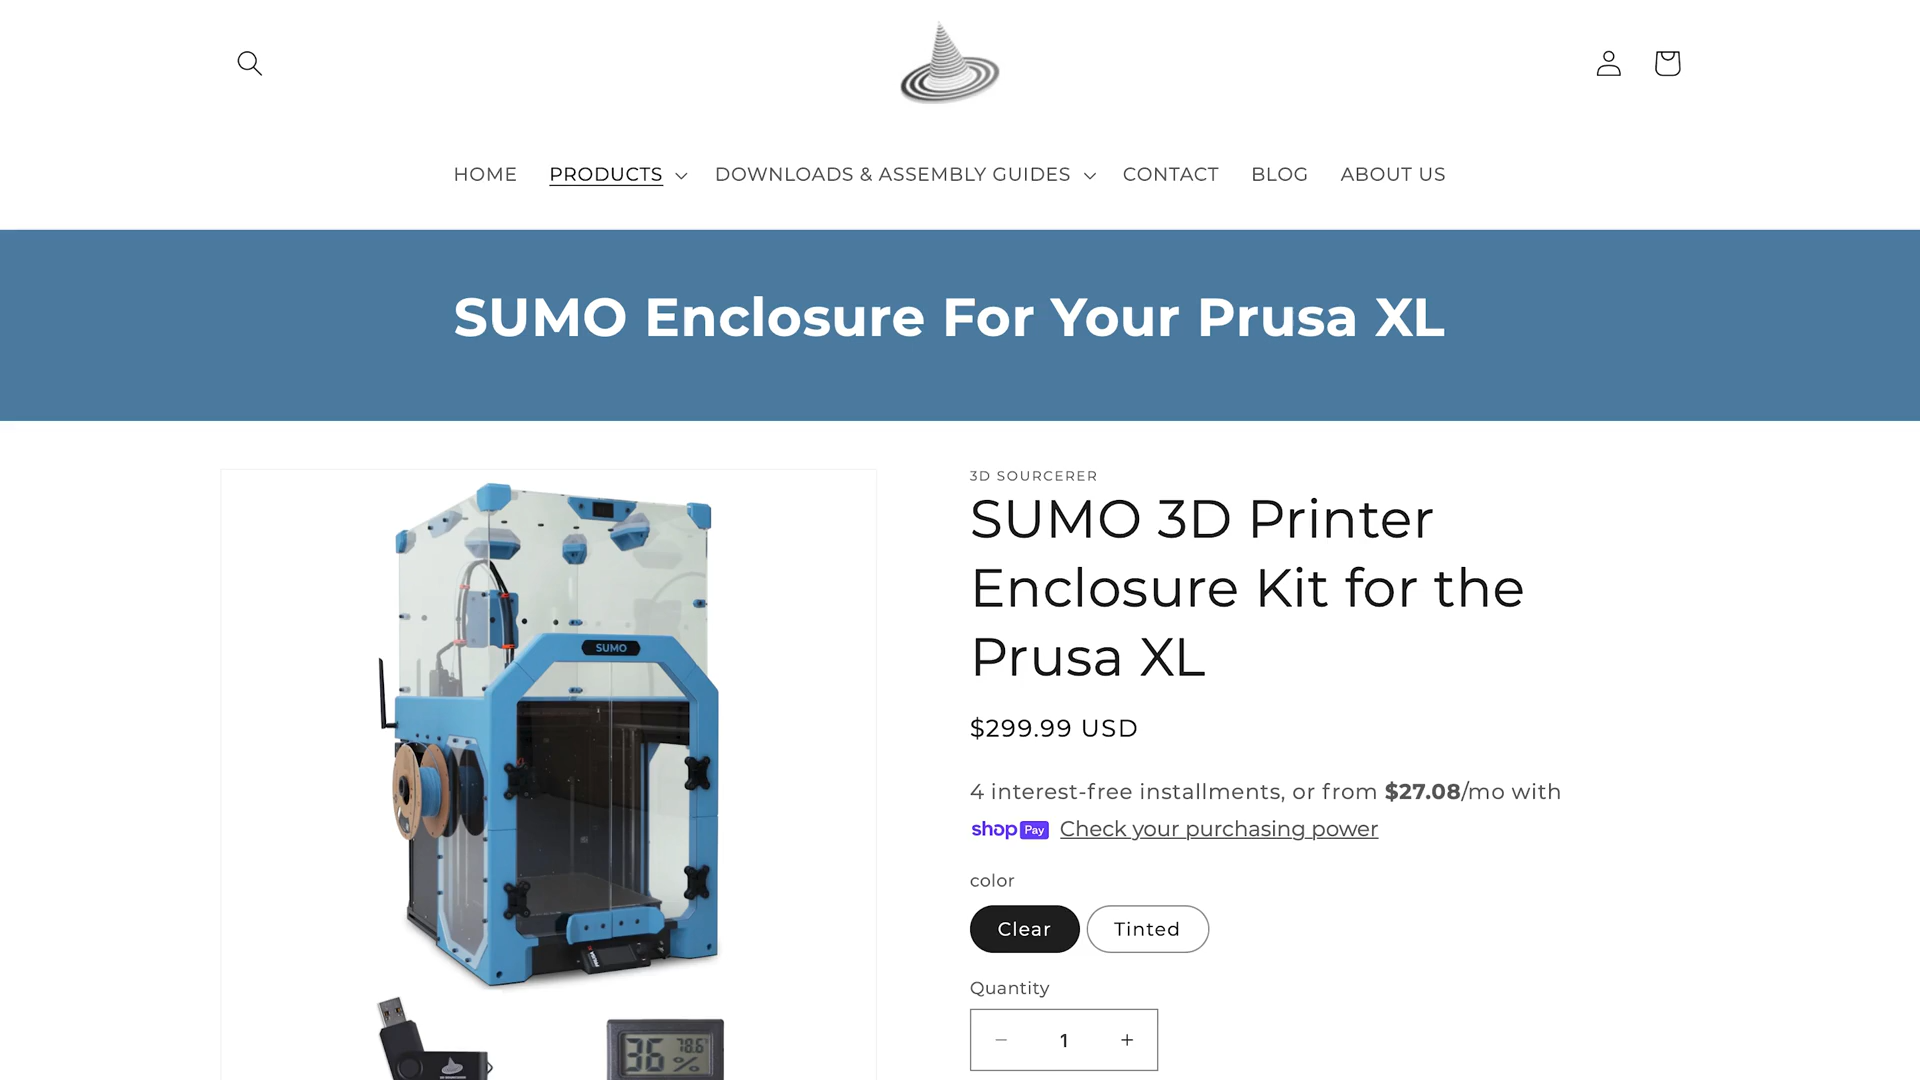 HOME PRODUCTS DOWNLOADS & ASSEMBLY GUIDES CONTACT BLOG ABOUT US
SUMO Enclosure For Your Prusa XL
SUMO
36 78.6°
%
3D SOURCERER
SUMO 3D Printer
Enclosure Kit for the
Prusa XL
$299.99 USD
4 interest-free installments, or from $27.08/mo with
shop Pay Check your purchasing power
color
Clear Tinted
Quantity
− 1 +